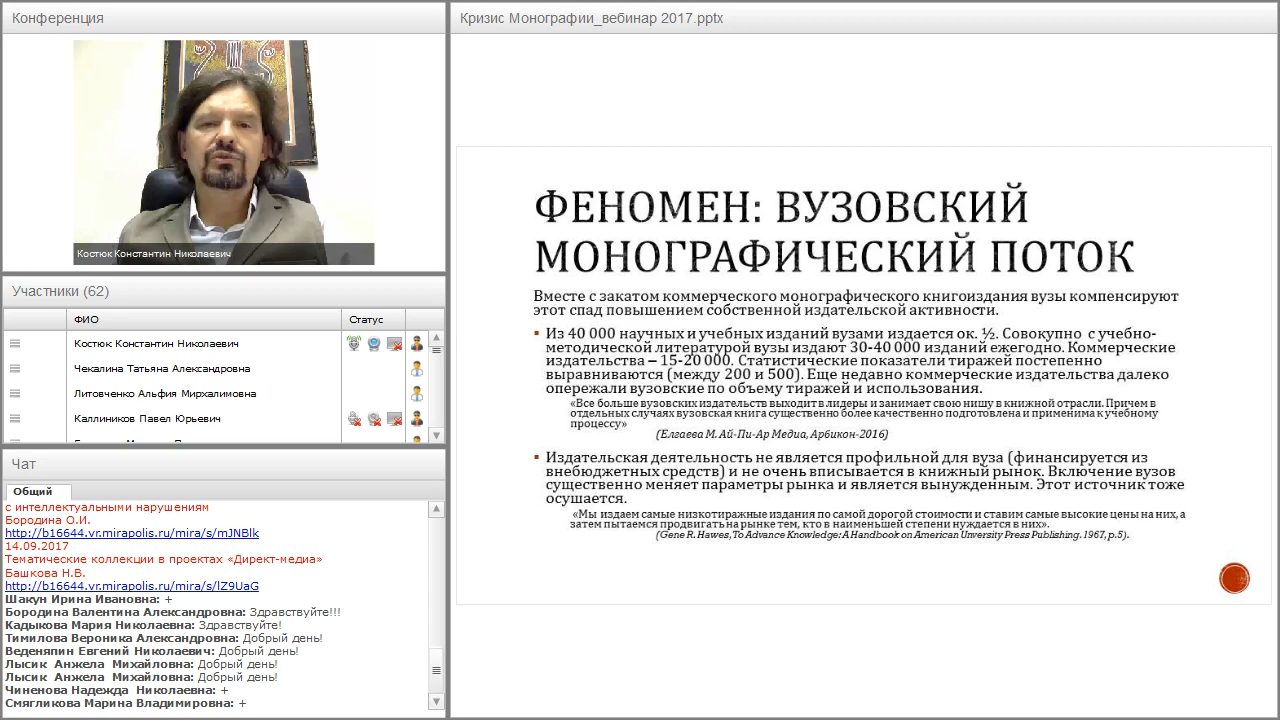 Конференция
Костюк Константин Николаевич
Участники (62)
ФИО
Статус
Костюк Константин Николаевич
Чекалина Татьяна Александровна
Литовченко Альфия Мирхалимовна
Каллиников Павел Юрьевич
Чат
Общий
с интеллектуальными нарушениями
Бородина О.И.
http://b16644.vr.mirapolis.ru/mira/s/mJNBlk
14.09.2017
Тематические коллекции в проектах «Директ-медиа»
Башкова Н.В.
http://b16644.vr.mirapolis.ru/mira/s/lZ9UaG
Шакун Ирина Ивановна: +
Бородина Валентина Александровна: Здравствуйте!!!
Кадыкова Мария Николаевна: Здравствуйте!
Тимилова Вероника Александровна: Добрый день!
Веденяпин Евгений Николаевич: Добрый день!
Лысик Анжела Михайловна: Добрый день!
Лысик Анжела Михайловна: Добрый день!
Чиненова Надежда Николаевна: +
Смягликова Марина Владимировна: +
Кризис Монографии_вебинар 2017.pptx
ФЕНОМЕН: ВУЗОВСКИЙ
МОНОГРАФИЧЕСКИЙ ПОТОК
Вместе с закатом коммерческого монографического книгоиздания вузы компенсируют
этот спад повышением собственной издательской активности.
Из 40 000 научных и учебных изданий вузами издается ок. ½. Совокупно с учебно-
методической литературой вузы издают 30-40 000 изданий ежегодно. Коммерческие
издательства – 15-20 000. Статистические показатели тиражей постепенно
выравниваются (между 200 и 500). Еще недавно коммерческие издательства далеко
опережали вузовские по объему тиражей и использования.
«Все больше вузовских издательств выходит в лидеры и занимает свою нишу в книжной отрасли. Причем в
отдельных случаях вузовская книга существенно более качественно подготовлена и применима к учебному
процессу»
(Елгаева М. Ай-Пи-Ар Медиа, Арбикон-2016)
Издательская деятельность не является профильной для вуза (финансируется из
внебюджетных средств) и не очень вписывается в книжный рынок. Включение вузов
существенно меняет параметры рынка и является вынужденным. Этот источник тоже
осушается.
«Мы издаем самые низкотиражные издания по самой дорогой стоимости и ставим самые высокие цены на них, а
затем пытаемся продвигать на рынке тем, кто в наименьшей степени нуждается в них».
(Gene R. Hawes, To Advance Knowledge: A Handbook on American Unversity Press Publishing. 1967, p.5).